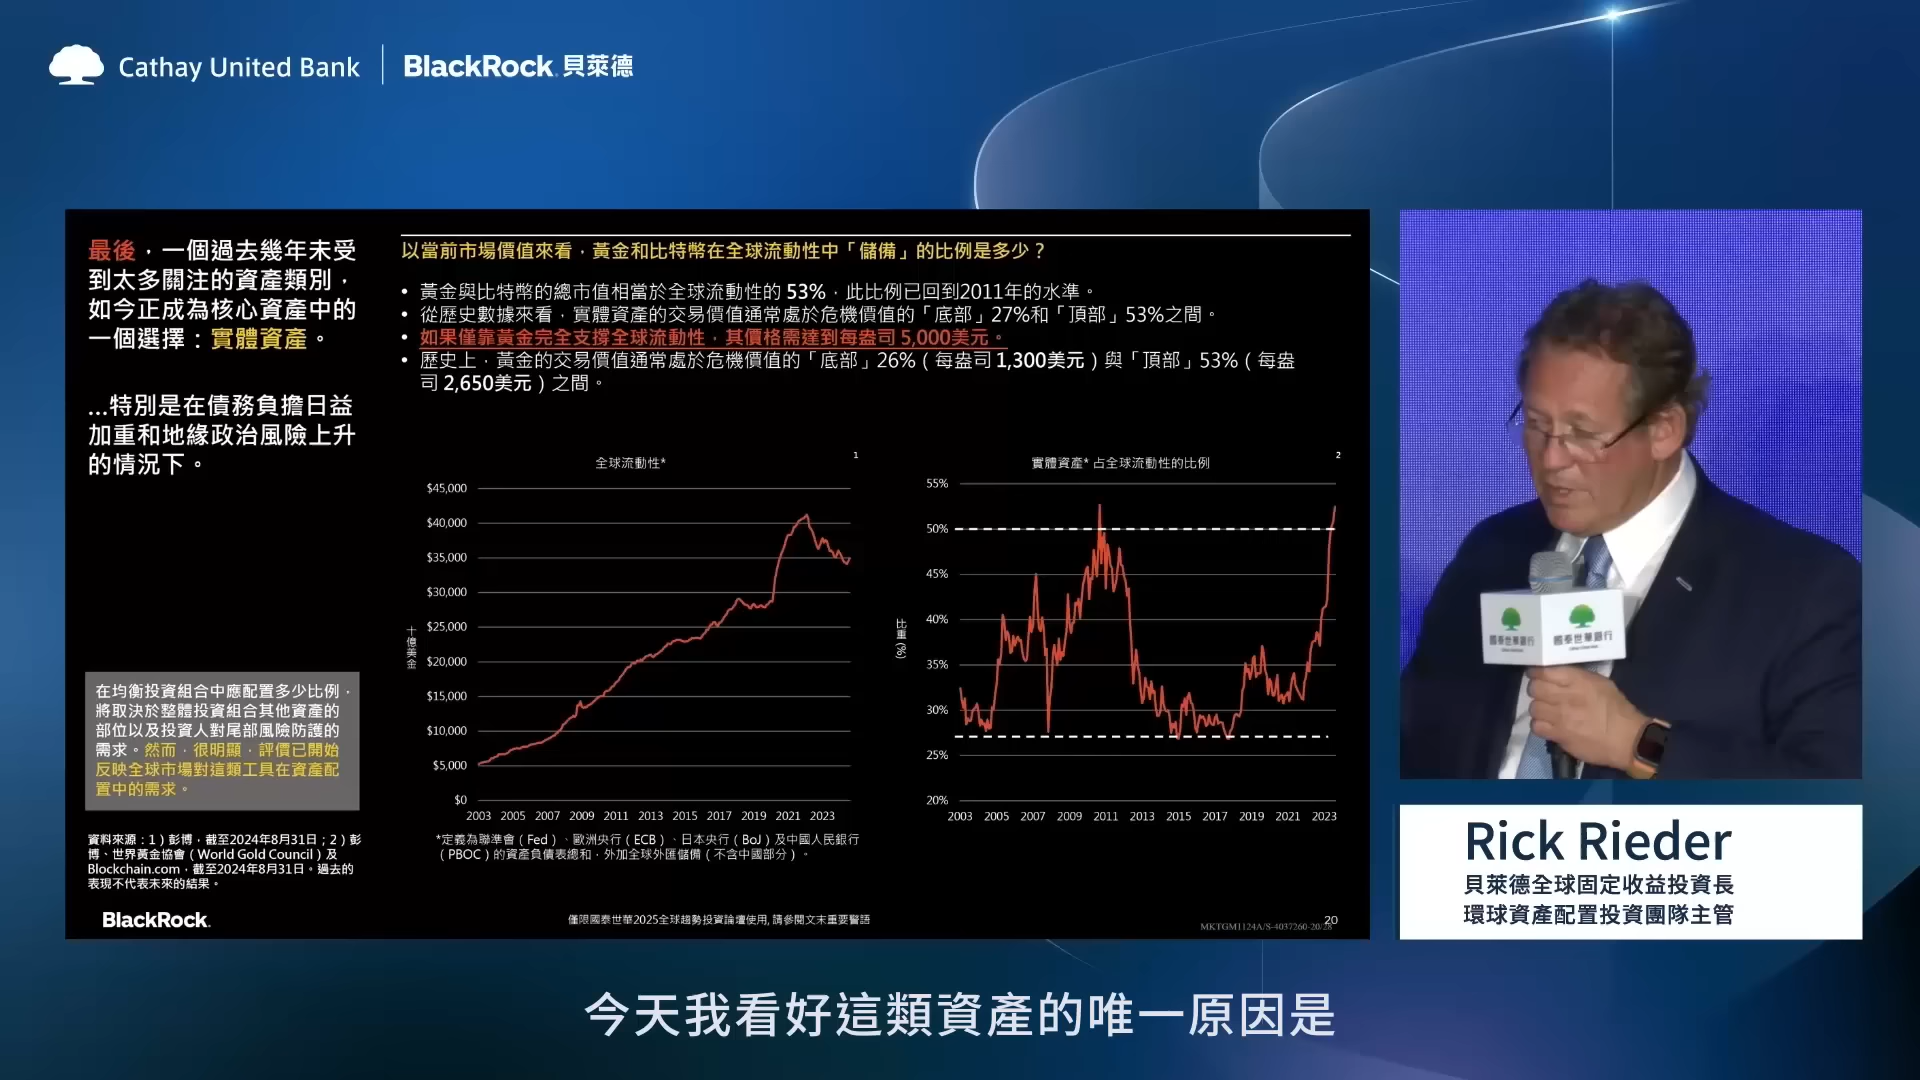 Cathay United Bank
BlackRock 貝萊德
最後，一個過去幾年未受
到太多關注的資產類別，
如今正成為核心資產中的
一個選擇：實體資產。
...特別是在債務負擔日益
加重和地緣政治風險上升
的情況下。
在均衡投資組合中應配置多少比例，
將取決於整體投資組合其他資產的
部位以及投資人對尾部風險防護的
需求。然而，很明顯，評價已開始
反映全球市場對這類工具在資產配
置中的需求。
資料來源：1）彭博，截至2024年8月31日；2）彭
博、世界黃金協會（World Gold Council）及
Blockchain.com，截至2024年8月31日。過去的
表現不代表未來的結果。
BlackRock.
以當前市場價值來看，黃金和比特幣在全球流動性中「儲備」的比例是多少？
• 黃金與比特幣的總市值相當於全球流動性的 53%，此比例已回到2011年的水準。
• 從歷史數據來看，實體資產的交易價值通常處於危機價值的「底部」27%和「頂部」53%之間。
• 如果僅靠黃金完全支撐全球流動性，其價格需達到每盎司 5,000美元。
• 歷史上，黃金的交易價值通常處於危機價值的「底部」26%（每盎司 1,300美元）與「頂部」53%（每盎
司 2,650美元）之間。
全球流動性*
1
$45,000
$40,000
$35,000
$30,000
$25,000
$20,000
$15,000
$10,000
$5,000
$0
十億美金
2003 2005 2007 2009 2011 2013 2015 2017 2019 2021 2023
*定義為聯準會（Fed）、歐洲央行（ECB）、日本央行（BoJ）及中國人民銀行
（PBOC）的資產負債表總和，外加全球外匯儲備（不含中國部分）。
實體資產* 占全球流動性的比例
2
55%
50%
45%
40%
35%
30%
25%
20%
比重 (%)
2003 2005 2007 2009 2011 2013 2015 2017 2019 2021 2023
僅限國泰世華2025全球趨勢投資論壇使用, 請參閱文末重要警語
MKTGM1124A/S-4037260-20/28
20
國泰世華銀行
國泰世華銀行
Rick Rieder
貝萊德全球固定收益投資長
環球資產配置投資團隊主管
今天我看好這類資產的唯一原因是